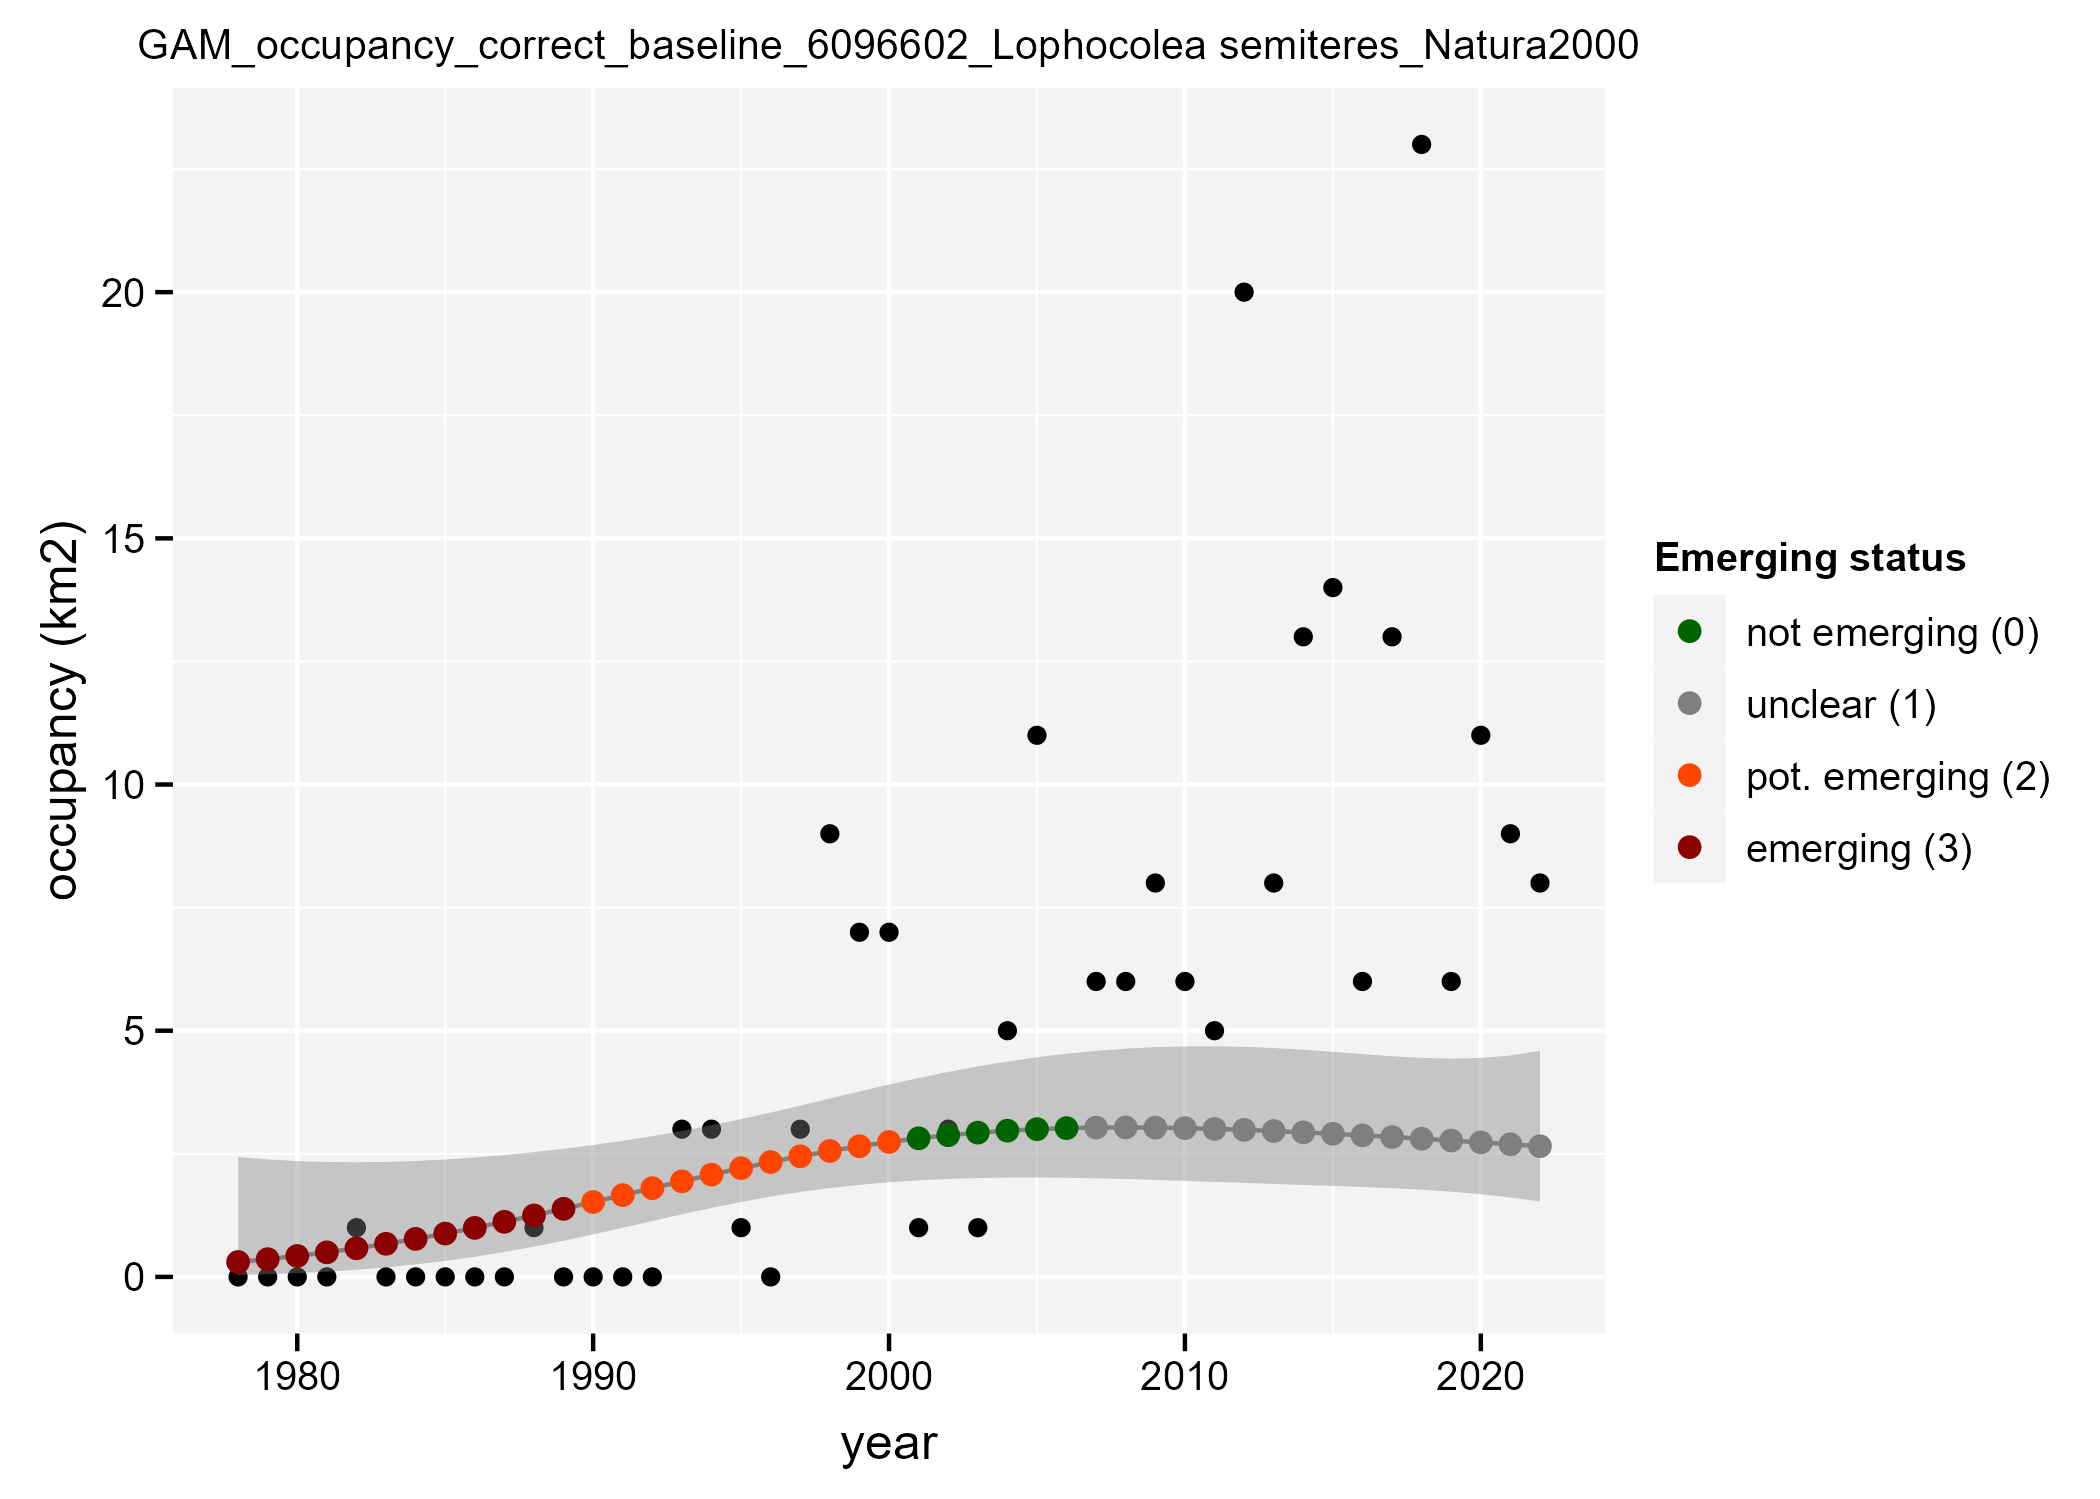 GAM_occupancy_correct_baseline_6096602_Lophocolea semiteres_Natura2000
occupancy (km2)
20
15
10
5
0
1980 1990 2000 2010 2020
year
Emerging status
not emerging (0)
unclear (1)
pot. emerging (2)
emerging (3)